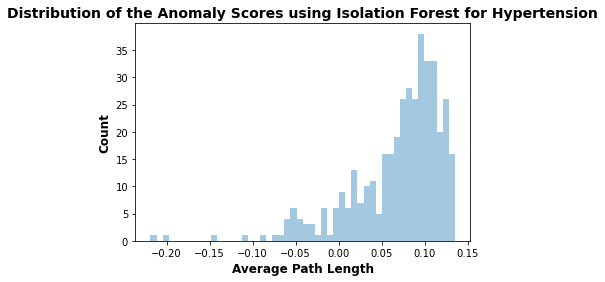 Distribution of the Anomaly Scores using Isolation Forest for Hypertension
35
30
25
20
15
10
5
0
Count
−0.20 −0.15 −0.10 −0.05 0.00 0.05 0.10 0.15
Average Path Length